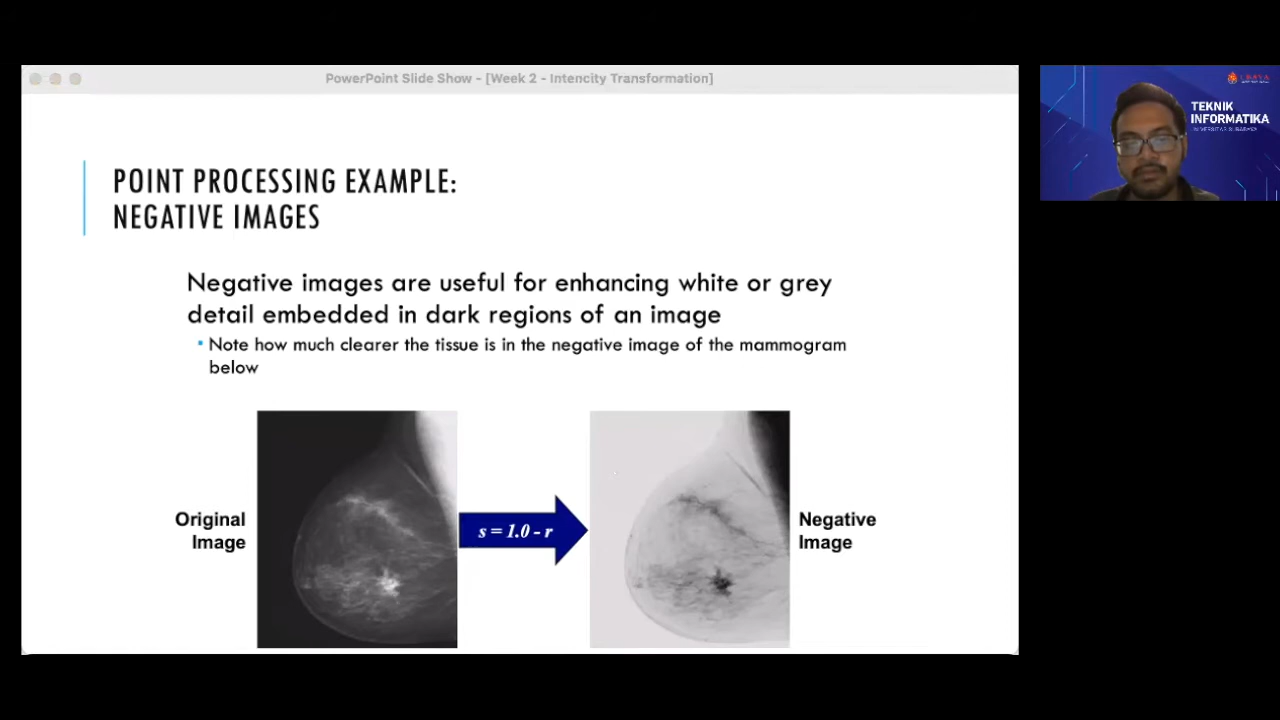 PowerPoint Slide Show - [Week 2 - Intencity Transformation]
POINT PROCESSING EXAMPLE:
NEGATIVE IMAGES
Negative images are useful for enhancing white or grey
detail embedded in dark regions of an image
Note how much clearer the tissue is in the negative image of the mammogram
below
Original
Image
s = 1.0 - r
Negative
Image
TEKNIK
INFORMATIKA